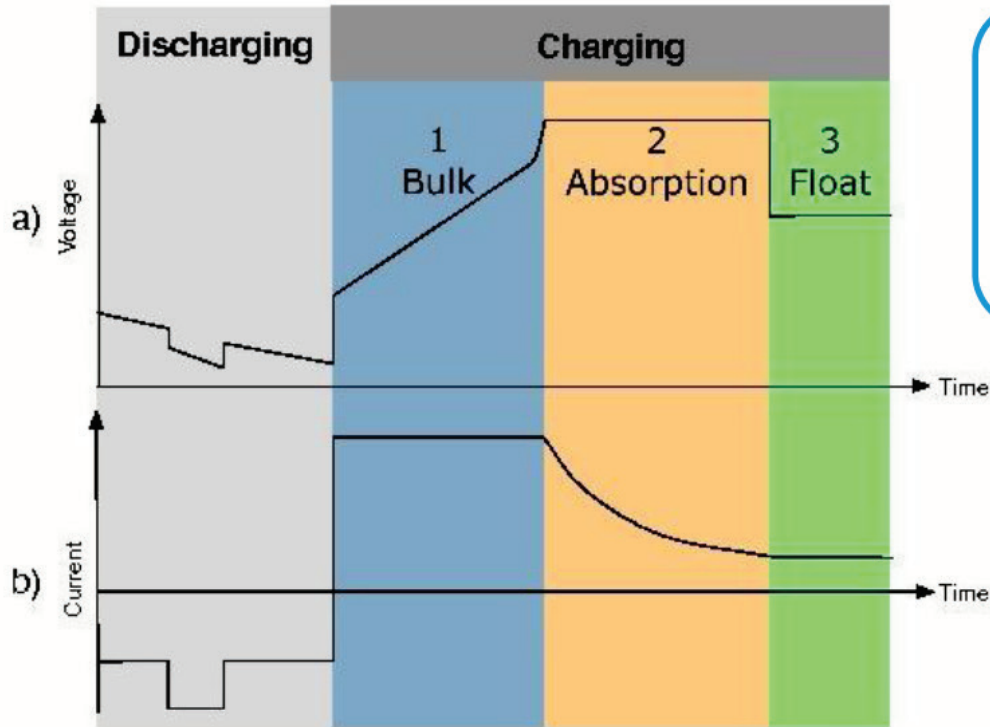 Discharging
Charging
1
Bulk
2
Absorption
3
Float
a)
Voltage
Time
b)
Current
Time